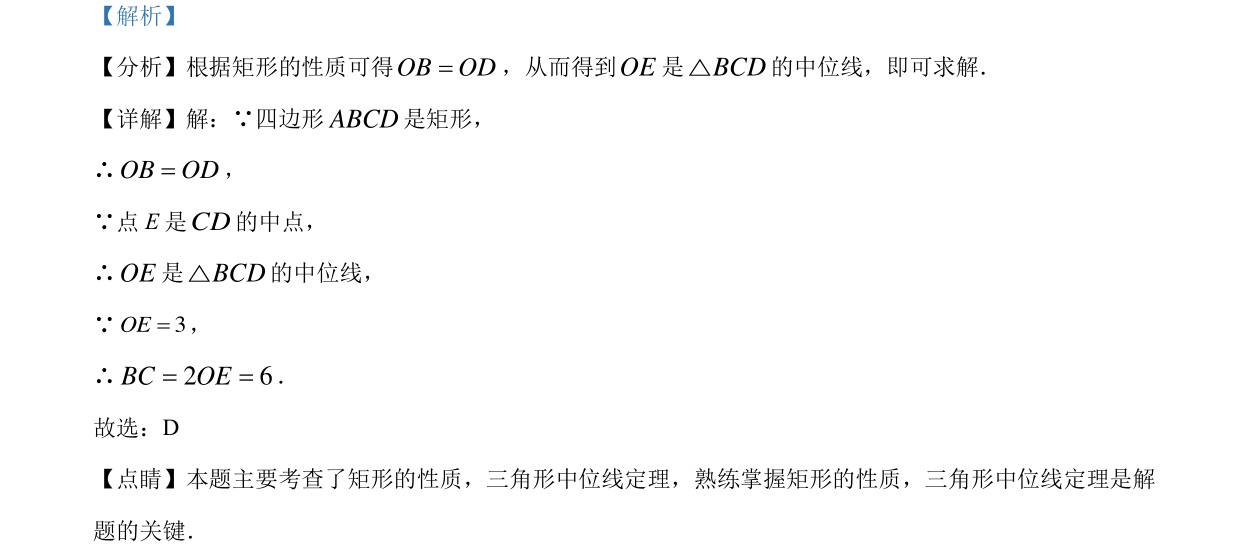 【解析】
【分析】根据矩形的性质可得OB = OD，从而得到OE是△BCD的中位线，即可求解．
【详解】解：∵四边形ABCD是矩形，
∴OB = OD，
∵点E是CD的中点，
∴OE是△BCD的中位线，
∵OE = 3，
∴BC = 2OE = 6．
故选：D
【点睛】本题主要考查了矩形的性质，三角形中位线定理，熟练掌握矩形的性质，三角形中位线定理是解
题的关键．